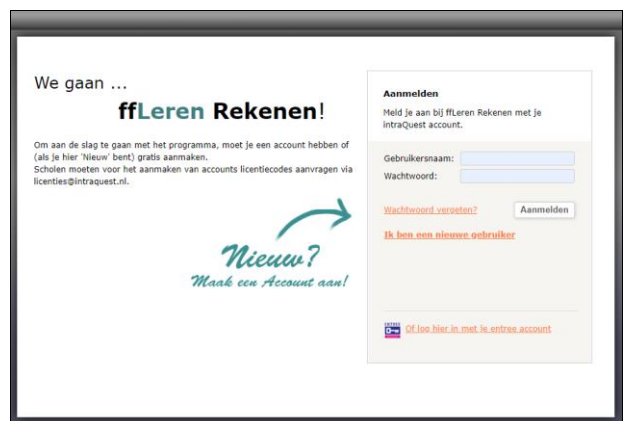 We gaan ...
ffLeren Rekenen!
Om aan de slag te gaan met het programma, moet je een account hebben of
(als je hier 'Nieuw' bent) gratis aanmaken.
Scholen moeten voor het aanmaken van accounts licentiecodes aanvragen via
licenties@intraquest.nl.
Nieuw?
Maak een Account aan!
Aanmelden
Meld je aan bij ffLeren Rekenen met je
intraQuest account.
Gebruikersnaam:
Wachtwoord:
Wachtwoord vergeten?
Aanmelden
Ik ben een nieuwe gebruiker
ENTREE
Of log hier in met je entree account